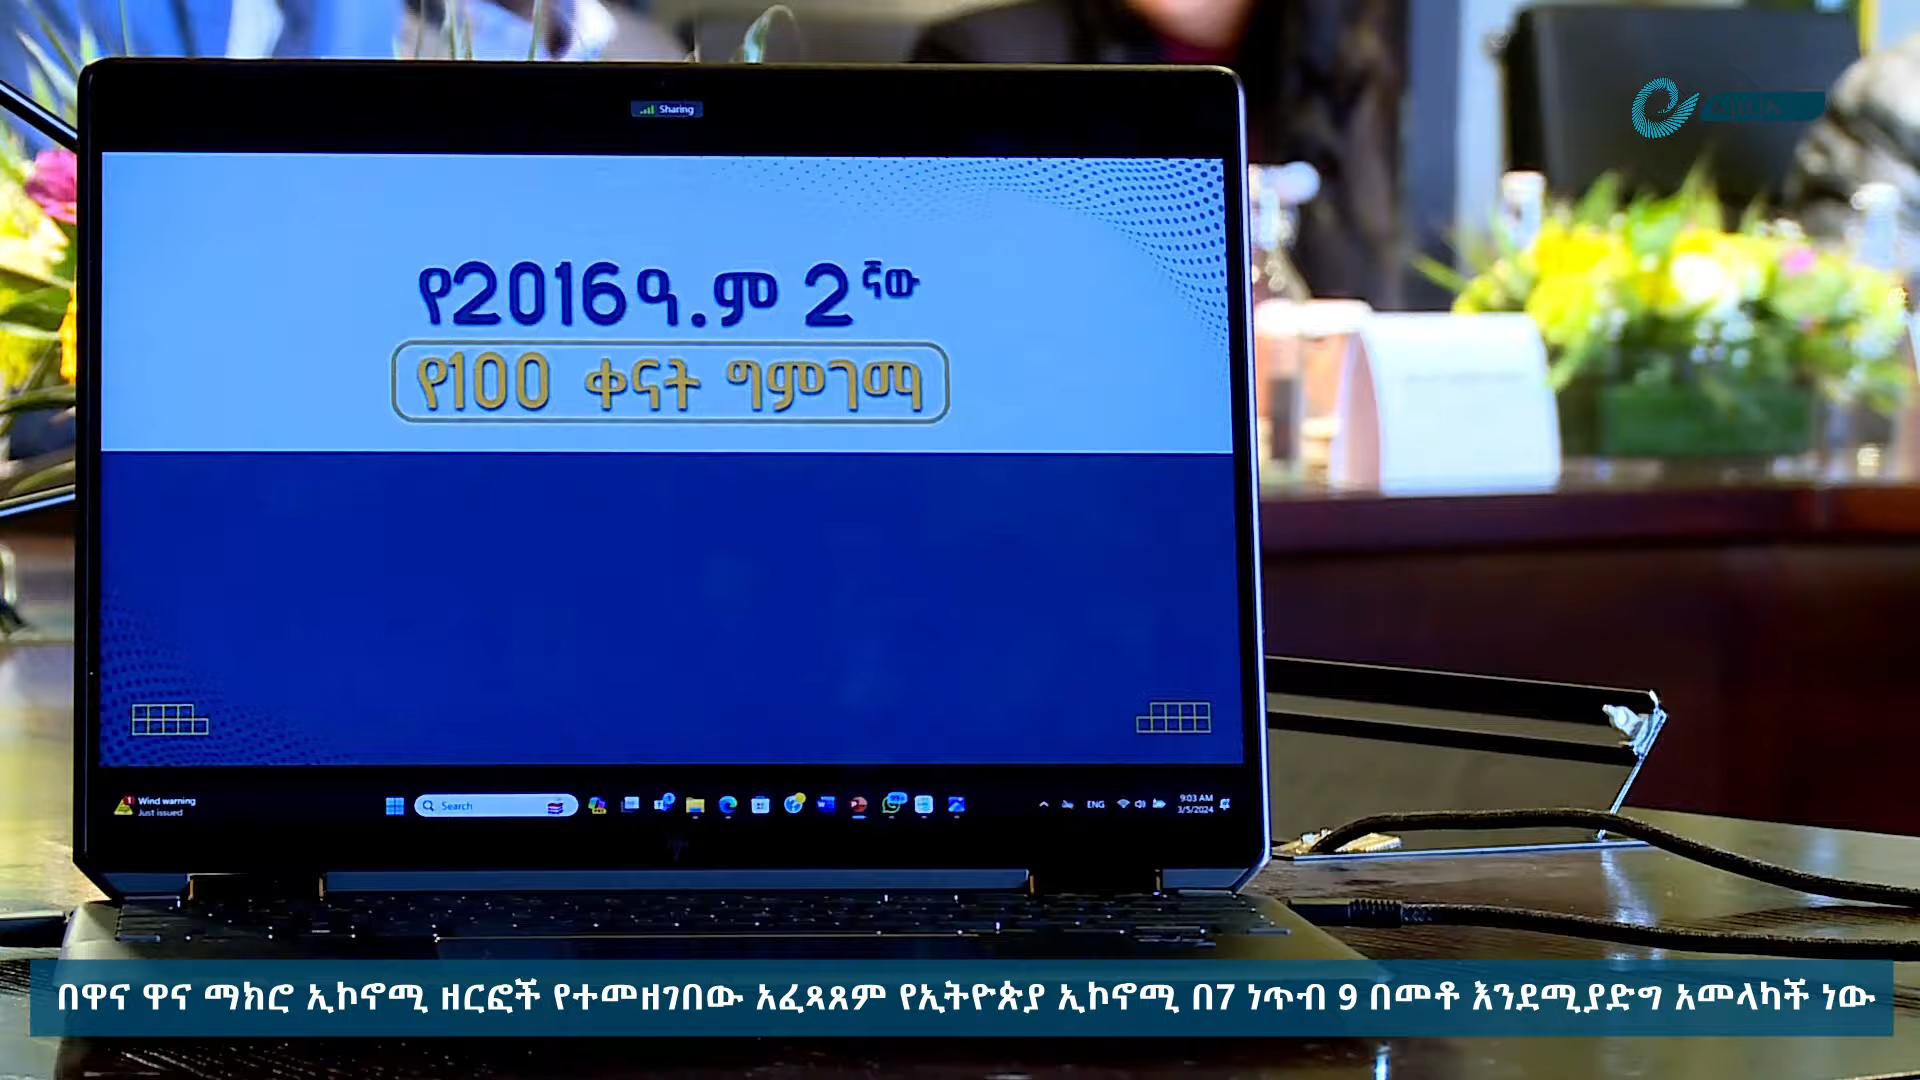 Sharing
የ2016ዓ.ም 2ኛው
የ100 ቀናት ግምገማ
Wind warning
Just issued
Search
ENG
9:03 AM
3/5/2024
በዋና ዋና ማክሮ ኢኮኖሚ ዘርፎች የተመዘገበው አፈጻጸም የኢትዮጵያ ኢኮኖሚ በ7 ነጥብ 9 በመቶ እንደሚያድግ አመላካች ነው